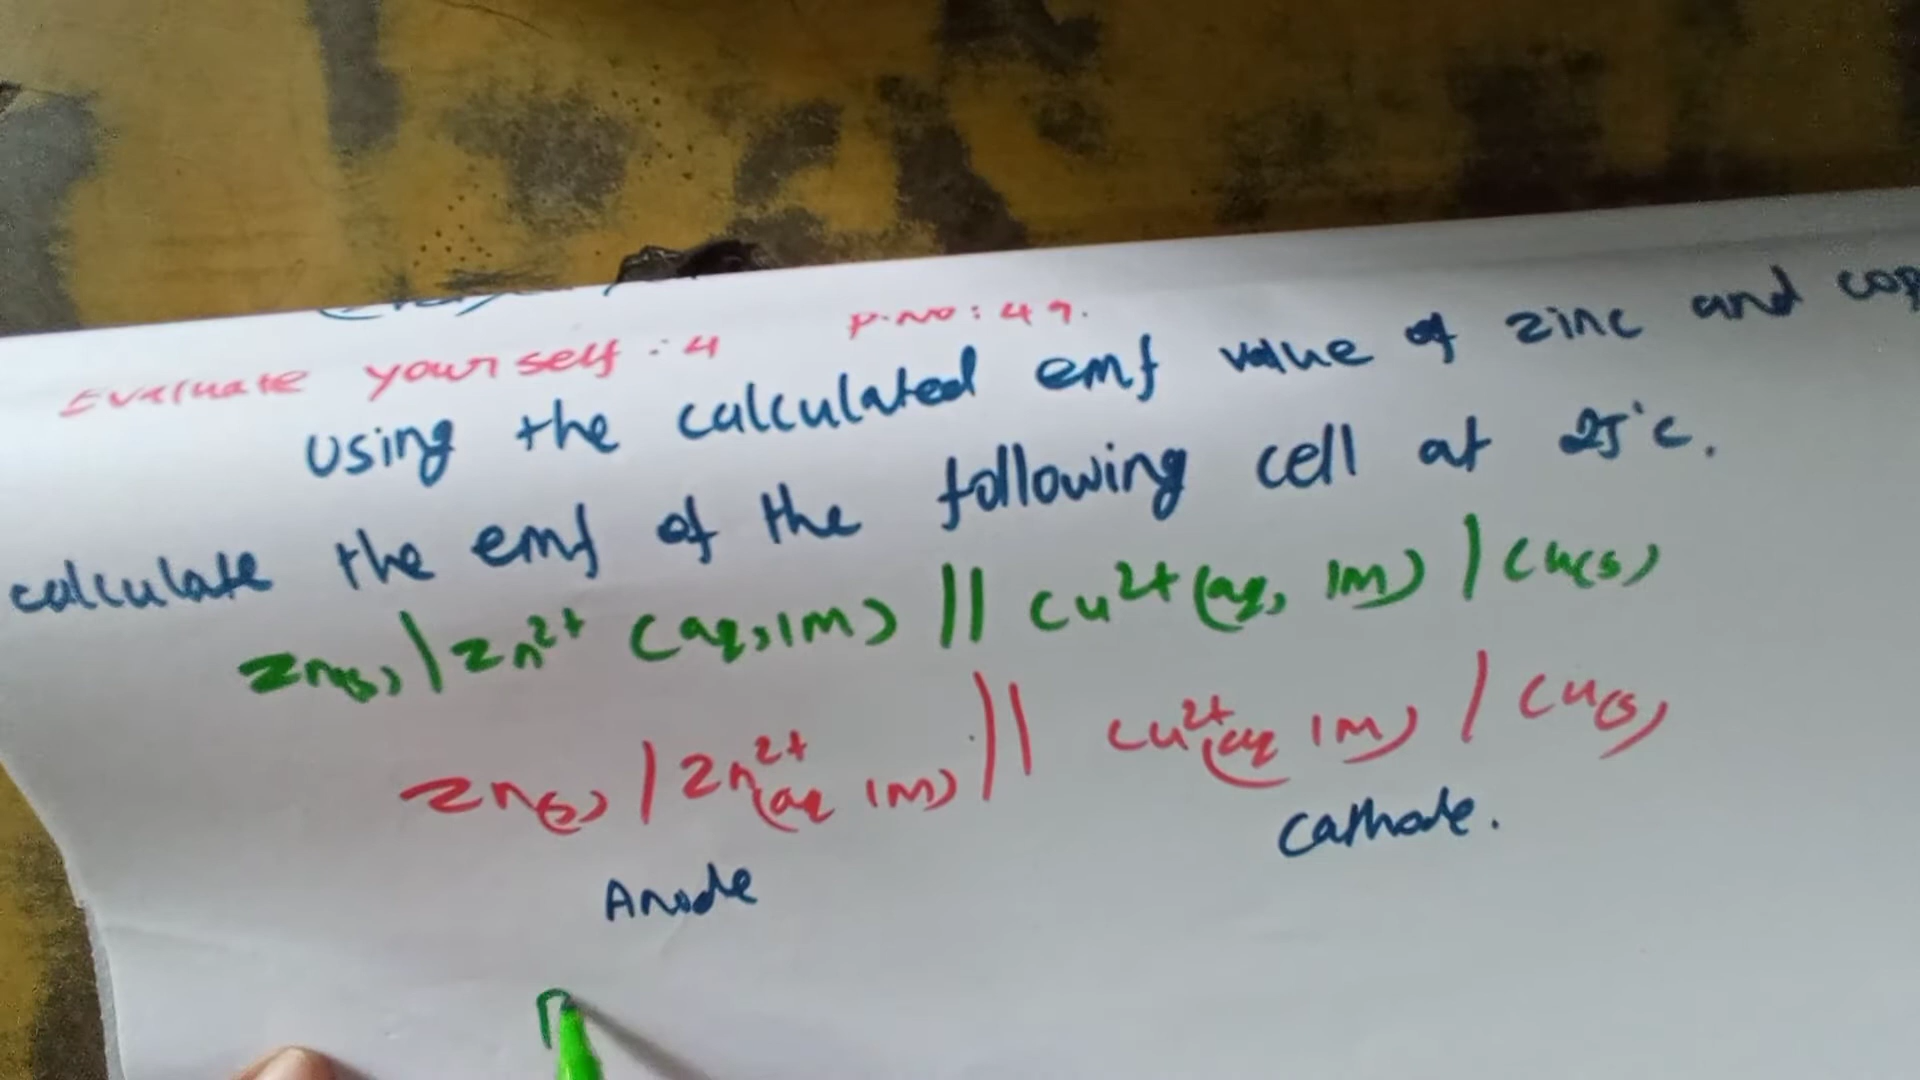 Evaluate yourself : 4 P.NO : 49.
Using the calculated emf value of zinc and cop
calculate the emf of the following cell at 25°c.
Zn(s) | Zn²⁺ (aq, 1M) || Cu²⁺ (aq, 1M) | Cu(s)
Zn(s) | Zn²⁺ (aq 1M) || Cu²⁺ (aq 1M) | Cu(s)
Anode Cathode.